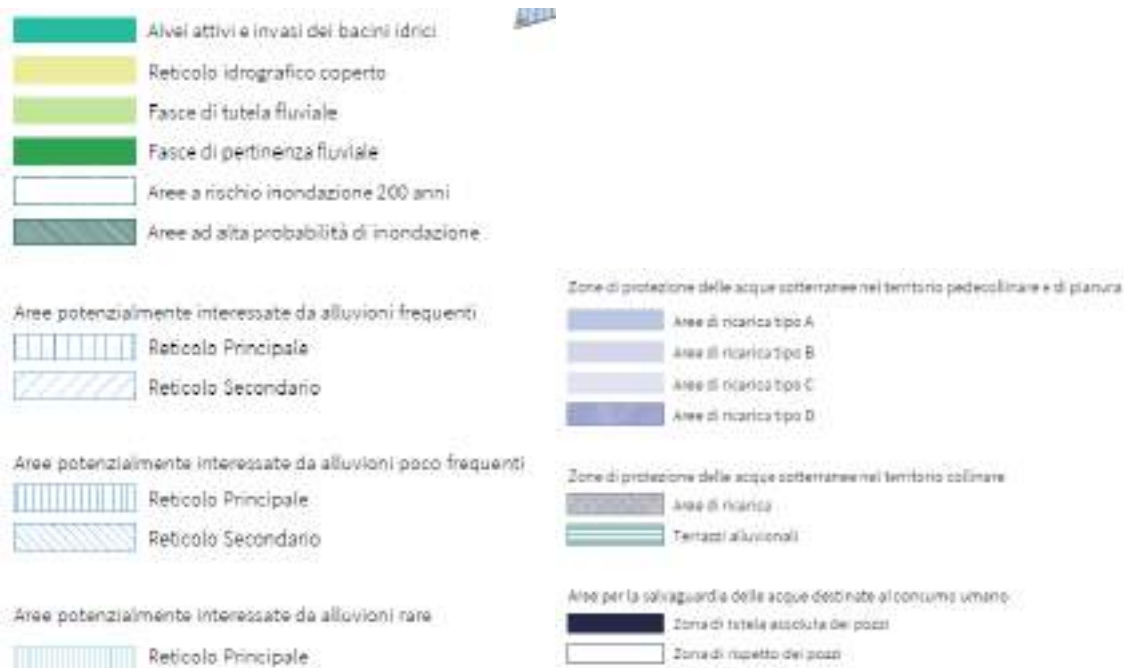 Alvei attivi e invasi dei bacini idrici
Reticolo idrografico coperto
Fasce di tutela fluviale
Fasce di pertinenza fluviale
Aree a rischio inondazione 200 anni
Aree ad alta probabilità di inondazione
Aree potenzialmente interessate da alluvioni frequenti
Reticolo Principale
Reticolo Secondario
Aree potenzialmente interessate da alluvioni poco frequenti
Reticolo Principale
Reticolo Secondario
Aree potenzialmente interessate da alluvioni rare
Reticolo Principale
Zone di protezione delle acque sotterranee nel territorio pedecollinare e di pianura
Aree di ricarica tipo A
Aree di ricarica tipo B
Aree di ricarica tipo C
Aree di ricarica tipo D
Zone di protezione delle acque sotterranee nel territorio collinare
Aree di ricarica
Terrazzi alluvionali
Aree per la salvaguardia delle acque destinate al consumo umano
Zona di tutela assoluta dei pozzi
Zona di rispetto dei pozzi